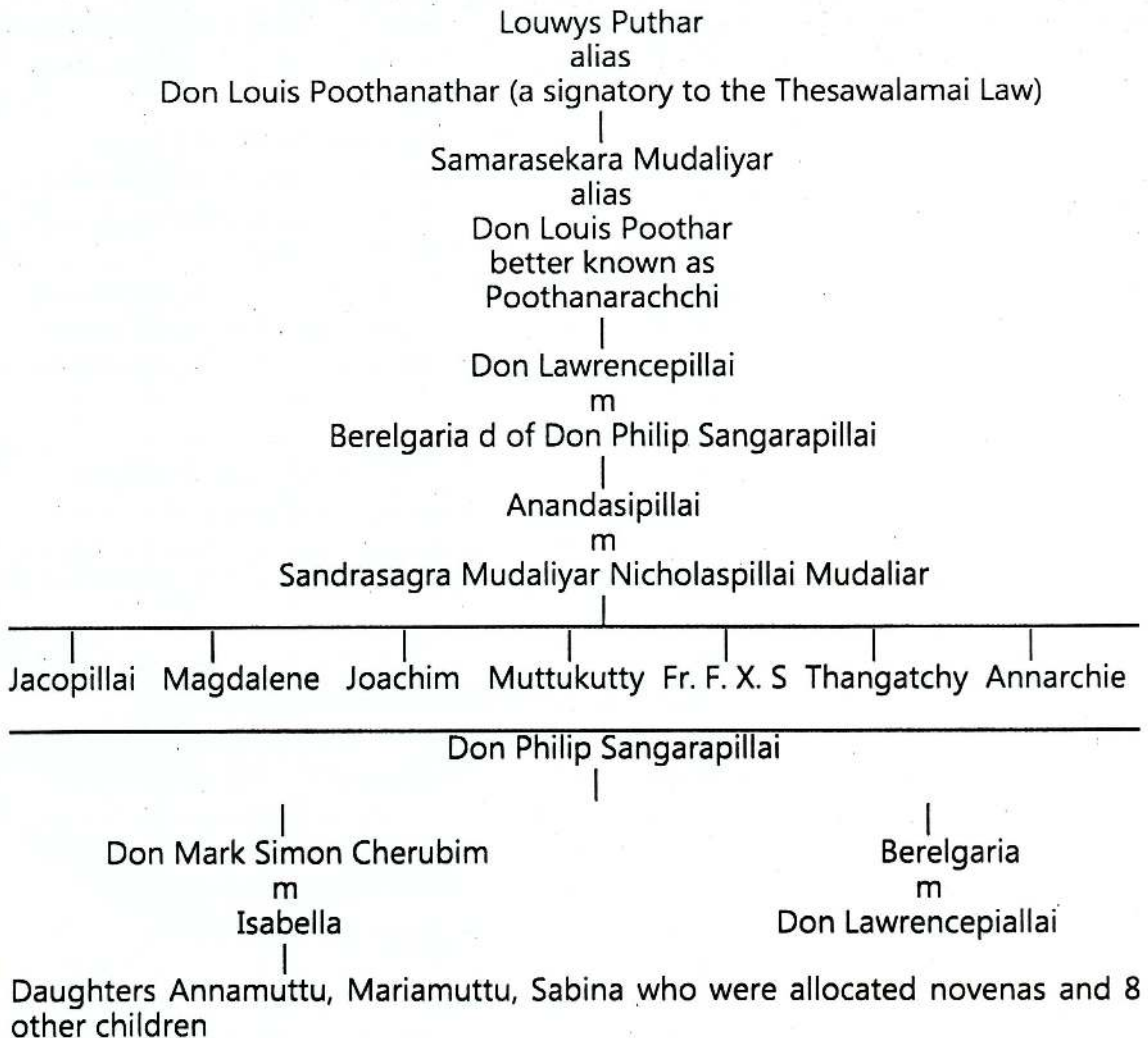 Louwys Puthar
alias
Don Louis Poothanathar (a signatory to the Thesawalamai Law)
Samarasekara Mudaliyar
alias
Don Louis Poothar
better known as
Poothanarachchi
Don Lawrencepillai
m
Berelgaria d of Don Philip Sangarapillai
Anandasipillai
m
Sandrasagra Mudaliyar Nicholaspillai Mudaliar
Jacopillai Magdalene Joachim Muttukutty Fr. F. X. S Thangatchy Annarchie
Don Philip Sangarapillai
Don Mark Simon Cherubim Berelgaria
m m
Isabella Don Lawrencepiallai
Daughters Annamuttu, Mariamuttu, Sabina who were allocated novenas and 8
other children